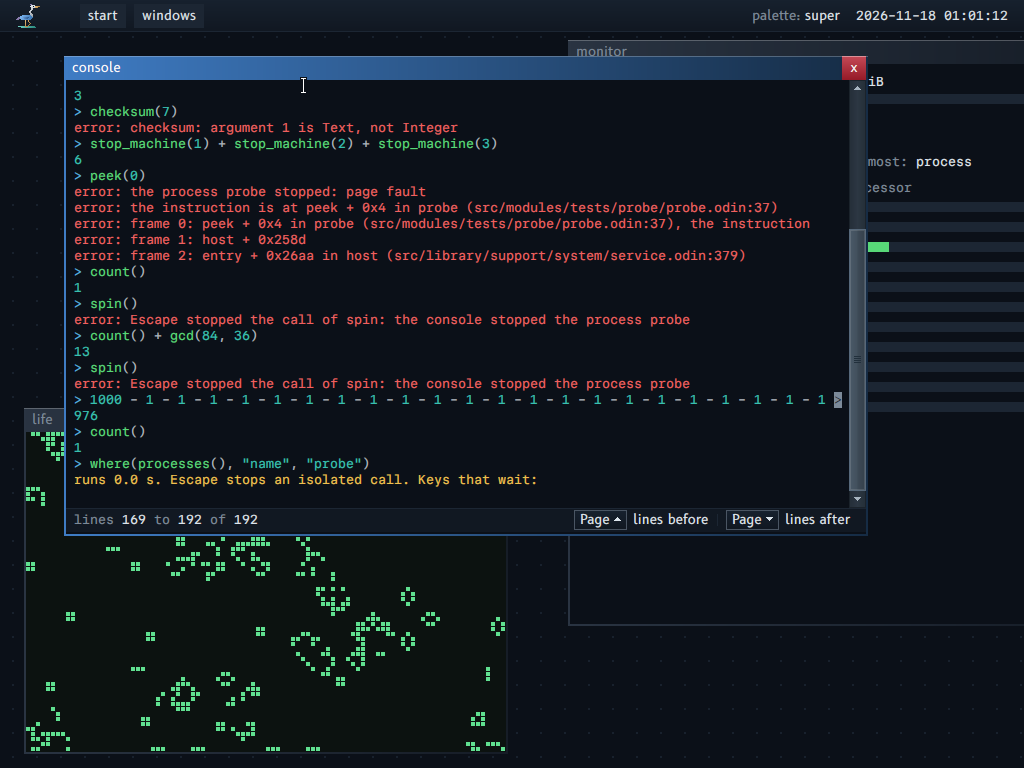 start windows palette: super 2026-11-18 01:01:12
monitor
console x
iB
3
> checksum(7)
error: checksum: argument 1 is Text, not Integer
> stop_machine(1) + stop_machine(2) + stop_machine(3)
6
most: process
> peek(0)
error: the process probe stopped: page fault
cessor
error: the instruction is at peek + 0x4 in probe (src/modules/tests/probe/probe.odin:37)
error: frame 0: peek + 0x4 in probe (src/modules/tests/probe/probe.odin:37), the instruction
error: frame 1: host + 0x258d
error: frame 2: entry + 0x26aa in host (src/library/support/system/service.odin:379)
> count()
1
> spin()
error: Escape stopped the call of spin: the console stopped the process probe
> count() + gcd(84, 36)
13
> spin()
error: Escape stopped the call of spin: the console stopped the process probe
> 1000 - 1 - 1 - 1 - 1 - 1 - 1 - 1 - 1 - 1 - 1 - 1 - 1 - 1 - 1 - 1 - 1 - 1 - 1 - 1 - 1 - 1 - 1 >
976
> count()
1
> where(processes(), "name", "probe")
runs 0.0 s. Escape stops an isolated call. Keys that wait:
lines 169 to 192 of 192 Page lines before Page lines after
life